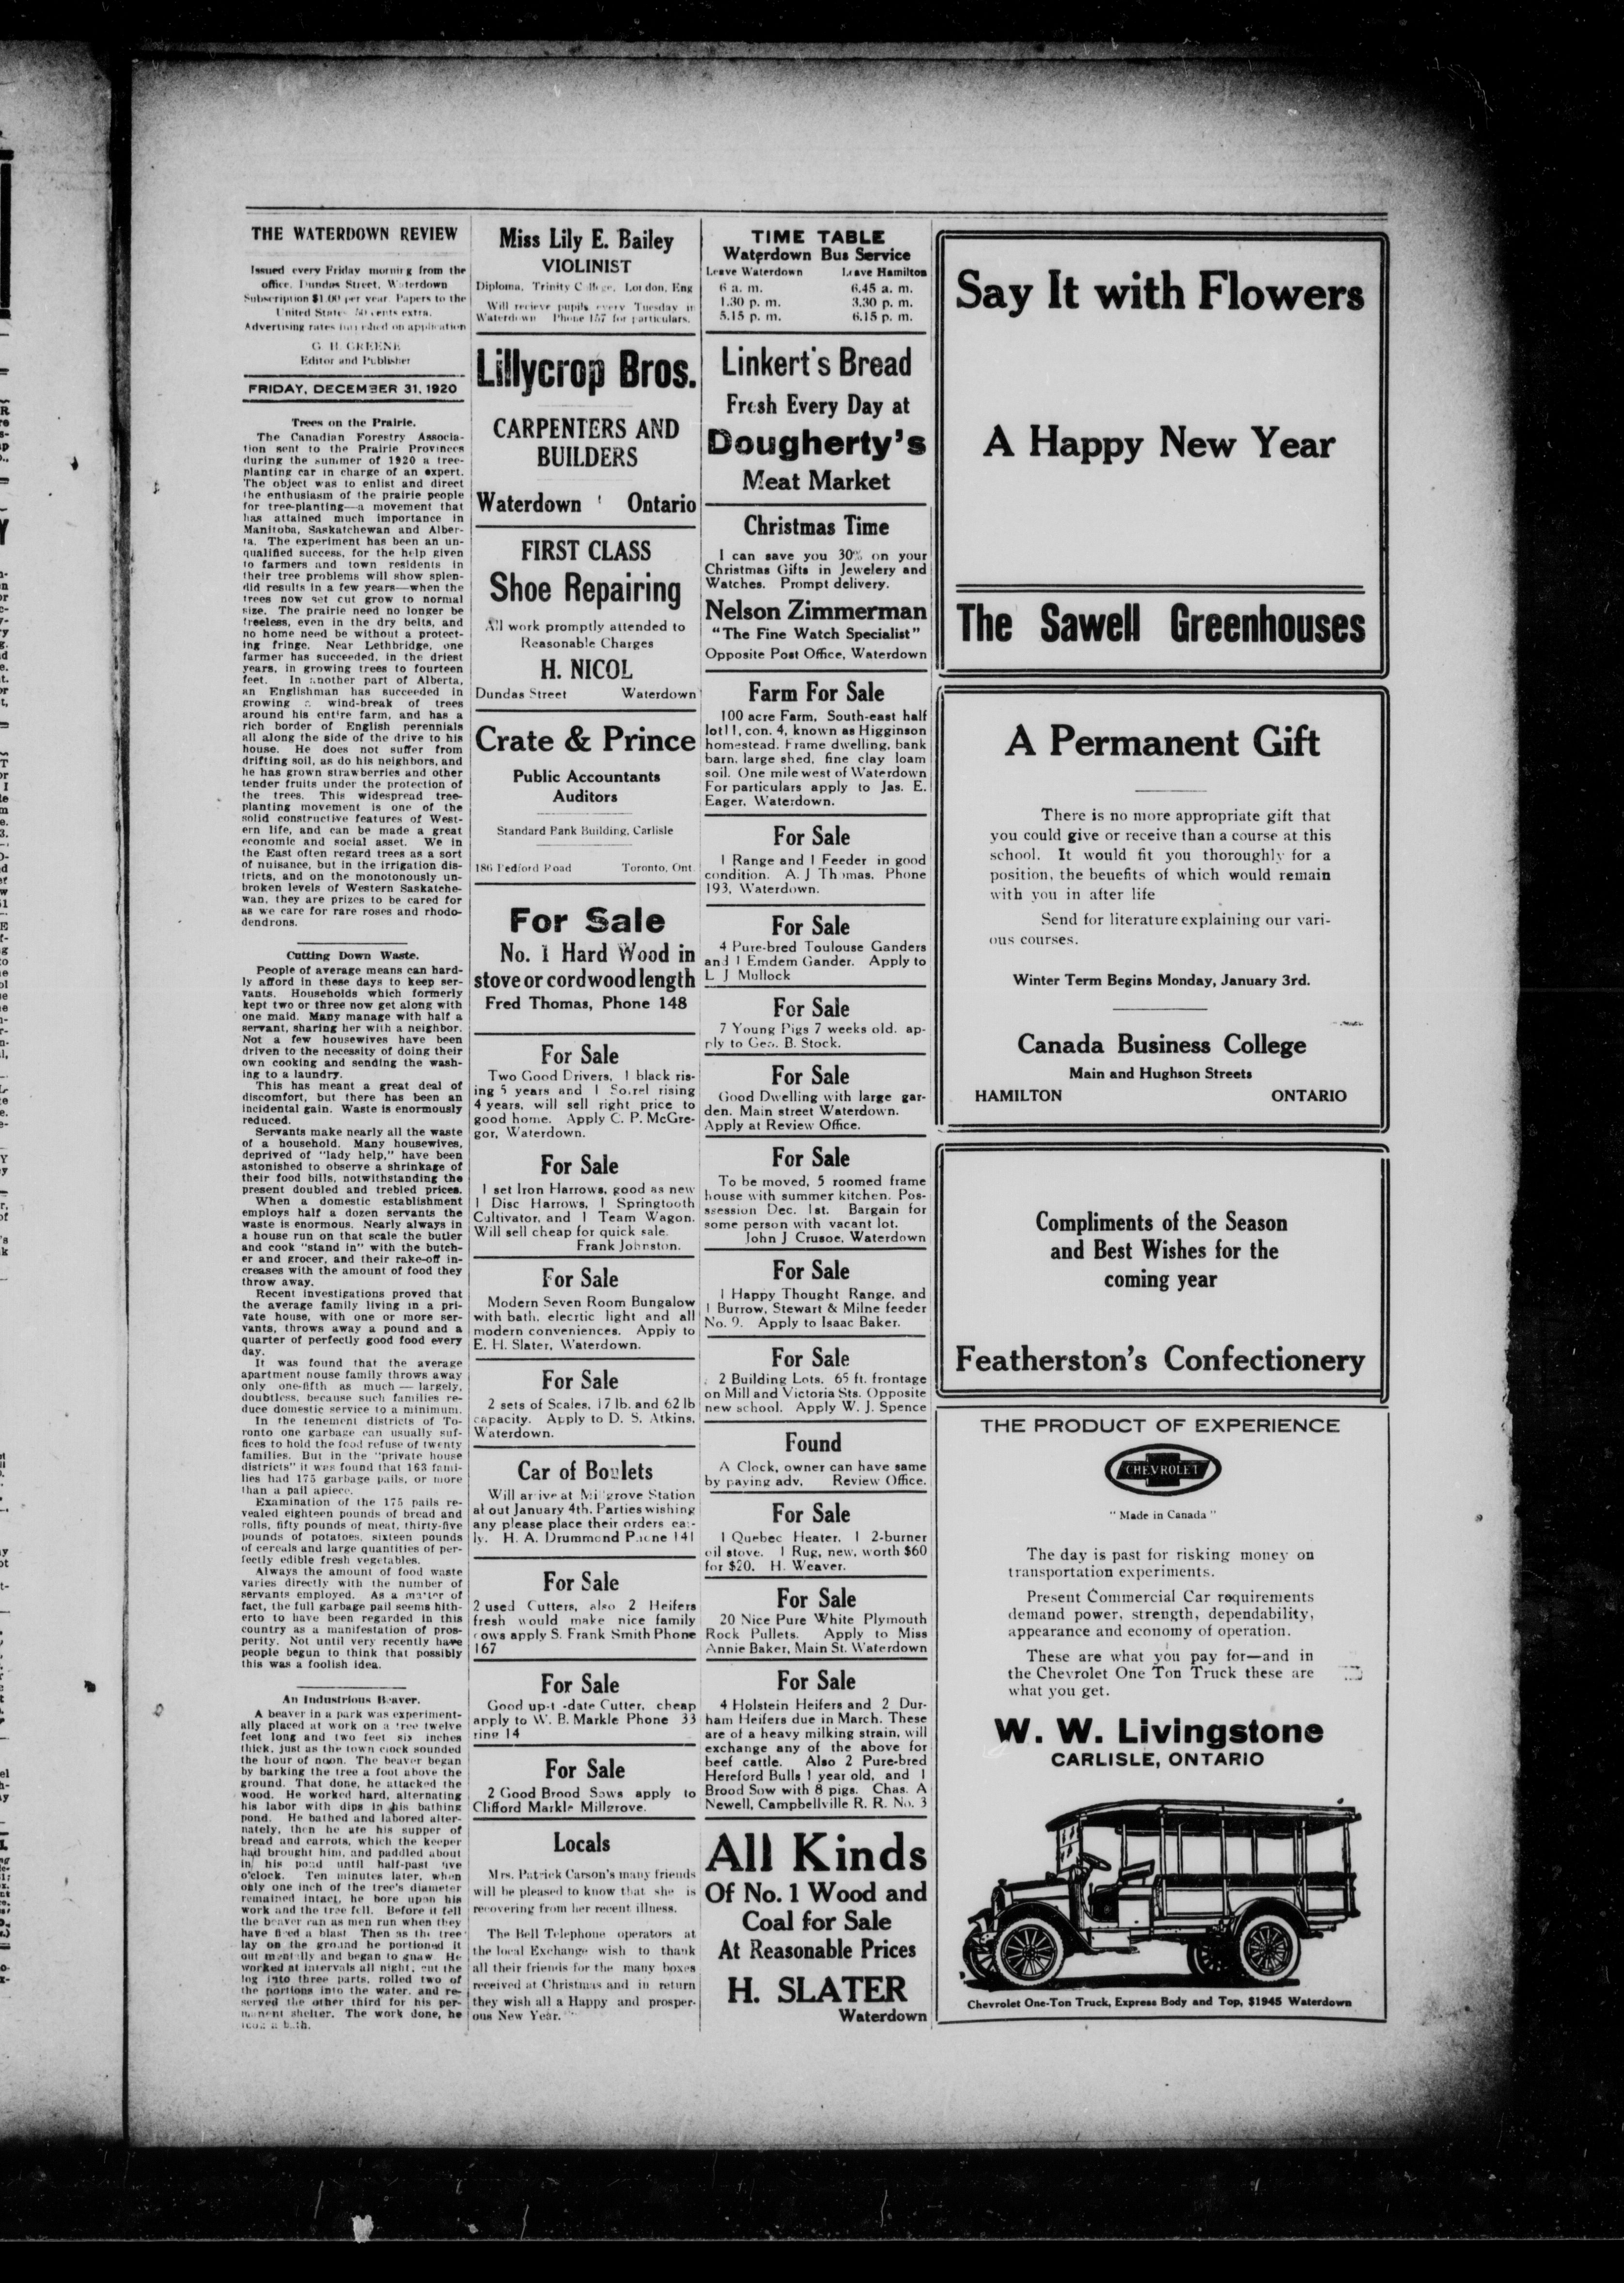 THE WATERDOWN REVIEW
Issued every Friday morning from the
office, Dundas Street, Waterdown
Subscription $1.00 per year. Papers to the
United States 50 cents extra.
Advertising rates furnished on application
G. H. GREENE
Editor and Publisher
FRIDAY, DECEMBER 31, 1920
Trees on the Prairie.
The Canadian Forestry Associa-
tion sent to the Prairie Provinces
during the summer of 1920 a tree-
planting car in charge of an expert.
The object was to enlist and direct
the enthusiasm of the prairie people
for tree-planting—a movement that
has attained much importance in
Manitoba, Saskatchewan and Alber-
ta. The experiment has been an un-
qualified success, for the help given
to farmers and town residents in
their tree problems will show splen-
did results in a few years—when the
trees now set cut grow to normal
size. The prairie need no longer be
treeless, even in the dry belts, and
no home need be without a protect-
ing fringe. Near Lethbridge, one
farmer has succeeded, in the driest
years, in growing trees to fourteen
feet. In another part of Alberta,
an Englishman has succeeded in
growing a wind-break of trees
around his entire farm, and has a
rich border of English perennials
all along the side of the drive to his
house. He does not suffer from
drifting soil, as do his neighbors, and
he has grown strawberries and other
tender fruits under the protection of
the trees. This widespread tree-
planting movement is one of the
solid constructive features of West-
ern life, and can be made a great
economic and social asset. We in
the East often regard trees as a sort
of nuisance, but in the irrigation dis-
tricts, and on the monotonously un-
broken levels of Western Saskatche-
wan, they are prizes to be cared for
as we care for rare roses and rhodo-
dendrons.
Cutting Down Waste.
People of average means can hard-
ly afford in these days to keep ser-
vants. Households which formerly
kept two or three now get along with
one maid. Many manage with half a
servant, sharing her with a neighbor.
Not a few housewives have been
driven to the necessity of doing their
own cooking and sending the wash-
ing to a laundry.
This has meant a great deal of
discomfort, but there has been an
incidental gain. Waste is enormously
reduced.
Servants make nearly all the waste
of a household. Many housewives,
deprived of "lady help," have been
astonished to observe a shrinkage of
their food bills, notwithstanding the
present doubled and trebled prices.
When a domestic establishment
employs half a dozen servants the
waste is enormous. Nearly always in
a house run on that scale the butler
and cook "stand in" with the butch-
er and grocer, and their rake-off in-
creases with the amount of food they
throw away.
Recent investigations proved that
the average family living in a pri-
vate house, with one or more ser-
vants, throws away a pound and a
quarter of perfectly good food every
day.
It was found that the average
apartment nouse family throws away
only one-fifth as much — largely,
doubtless, because such families re-
duce domestic service to a minimum.
In the tenement districts of To-
ronto one garbage can usually suf-
fices to hold the food refuse of twenty
families. But in the "private house
districts" it was found that 163 fami-
lies had 175 garbage pails, or more
than a pail apiece.
Examination of the 175 pails re-
vealed eighteen pounds of bread and
rolls, fifty pounds of meat, thirty-five
pounds of potatoes, sixteen pounds
of cereals and large quantities of per-
fectly edible fresh vegetables.
Always the amount of food waste
varies directly with the number of
servants employed. As a matter of
fact, the full garbage pail seems hith-
erto to have been regarded in this
country as a manifestation of pros-
perity. Not until very recently have
people begun to think that possibly
this was a foolish idea.
An Industrious Beaver.
A beaver in a park was experiment-
ally placed at work on a tree twelve
feet long and two feet six inches
thick, just as the town clock sounded
the hour of noon. The beaver began
by barking the tree a foot above the
ground. That done, he attacked the
wood. He worked hard, alternating
his labor with dips in his bathing
pond. He bathed and labored alter-
nately, then he ate his supper of
bread and carrots, which the keeper
had brought him, and paddled about
in his pond until half-past five
o'clock. Ten minutes later, when
only one inch of the tree's diameter
remained intact, he bore upon his
work and the tree fell. Before it fell
the beaver ran as men run when they
have fired a blast Then as the tree
lay on the ground he portioned it
out mentally and began to gnaw He
worked at intervals all night, cut the
log into three parts, rolled two of
the portions into the water, and re-
served the other third for his per-
manent shelter. The work done, he
took a bath.
Miss Lily E. Bailey
VIOLINIST
Diploma, Trinity College, London, Eng
Will recieve pupils every Tuesday in
Waterdown Phone 157 for particulars.
Lillycrop Bros.
CARPENTERS AND
BUILDERS
Waterdown Ontario
FIRST CLASS
Shoe Repairing
All work promptly attended to
Reasonable Charges
H. NICOL
Dundas Street Waterdown
Crate & Prince
Public Accountants
Auditors
Standard Bank Building, Carlisle
186 Bedford Road Toronto, Ont.
For Sale
No. 1 Hard Wood in
stove or cordwood length
Fred Thomas, Phone 148
For Sale
Two Good Drivers, 1 black ris-
ing 5 years and 1 Sorrel rising
4 years, will sell right price to
good home. Apply C. P. McGre-
gor, Waterdown.
For Sale
1 set Iron Harrows, good as new
1 Disc Harrows, 1 Springtooth
Cultivator, and 1 Team Wagon.
Will sell cheap for quick sale.
Frank Johnston.
For Sale
Modern Seven Room Bungalow
with bath, elecrtic light and all
modern conveniences. Apply to
E. H. Slater, Waterdown.
For Sale
2 sets of Scales, 17 lb. and 62 lb
capacity. Apply to D. S. Atkins,
Waterdown.
Car of Boulets
Will arrive at Millgrove Station
about January 4th. Parties wishing
any please place their orders ear-
ly. H. A. Drummond Phone 141
For Sale
2 used Cutters, also 2 Heifers
fresh would make nice family
cows apply S. Frank Smith Phone
167
For Sale
Good up-t -date Cutter, cheap
apply to W. B. Markle Phone 33
ring 14
For Sale
2 Good Brood Sows apply to
Clifford Markle Millgrove.
Locals
Mrs. Patrick Carson's many friends
will be pleased to know that she is
recovering from her recent illness.
The Bell Telephone operators at
the local Exchange wish to thank
all their friends for the many boxes
received at Christmas and in return
they wish all a Happy and prosper-
ous New Year.
TIME TABLE
Waterdown Bus Service
Leave Waterdown Leave Hamilton
6 a. m. 6.45 a. m.
1.30 p. m. 3.30 p. m.
5.15 p. m. 6.15 p. m.
Linkert's Bread
Fresh Every Day at
Dougherty's
Meat Market
Christmas Time
I can save you 30% on your
Christmas Gifts in Jewelery and
Watches. Prompt delivery.
Nelson Zimmerman
"The Fine Watch Specialist"
Opposite Post Office, Waterdown
Farm For Sale
100 acre Farm, South-east half
lot11, con. 4, known as Higginson
homestead. Frame dwelling, bank
barn, large shed, fine clay loam
soil. One mile west of Waterdown
For particulars apply to Jas. E.
Eager, Waterdown.
For Sale
1 Range and 1 Feeder in good
condition. A. J Thomas. Phone
193, Waterdown.
For Sale
4 Pure-bred Toulouse Ganders
and 1 Emdem Gander. Apply to
L J Mullock
For Sale
7 Young Pigs 7 weeks old. ap-
ply to Geo. B. Stock.
For Sale
Good Dwelling with large gar-
den. Main street Waterdown.
Apply at Review Office.
For Sale
To be moved, 5 roomed frame
house with summer kitchen. Pos-
ssession Dec. 1st. Bargain for
some person with vacant lot.
John J Crusoe, Waterdown
For Sale
1 Happy Thought Range, and
1 Burrow, Stewart & Milne feeder
No. 9. Apply to Isaac Baker.
For Sale
2 Building Lots, 65 ft. frontage
on Mill and Victoria Sts. Opposite
new school. Apply W. J. Spence
Found
A Clock, owner can have same
by paying adv. Review Office.
For Sale
1 Quebec Heater, 1 2-burner
oil stove. 1 Rug, new, worth $60
for $20. H. Weaver.
For Sale
20 Nice Pure White Plymouth
Rock Pullets. Apply to Miss
Annie Baker, Main St. Waterdown
For Sale
4 Holstein Heifers and 2 Dur-
ham Heifers due in March. These
are of a heavy milking strain, will
exchange any of the above for
beef cattle. Also 2 Pure-bred
Hereford Bulls 1 year old, and 1
Brood Sow with 8 pigs. Chas. A
Newell, Campbellville R. R. No. 3
All Kinds
Of No. 1 Wood and
Coal for Sale
At Reasonable Prices
H. SLATER
Waterdown
Say It with Flowers
A Happy New Year
The Sawell Greenhouses
A Permanent Gift
There is no more appropriate gift that
you could give or receive than a course at this
school. It would fit you thoroughly for a
position, the benefits of which would remain
with you in after life
Send for literature explaining our vari-
ous courses.
Winter Term Begins Monday, January 3rd.
Canada Business College
Main and Hughson Streets
HAMILTON ONTARIO
Compliments of the Season
and Best Wishes for the
coming year
Featherston's Confectionery
THE PRODUCT OF EXPERIENCE
CHEVROLET
"Made in Canada"
The day is past for risking money on
transportation experiments.
Present Commercial Car requirements
demand power, strength, dependability,
appearance and economy of operation.
These are what you pay for—and in
the Chevrolet One Ton Truck these are
what you get.
W. W. Livingstone
CARLISLE, ONTARIO
Chevrolet One-Ton Truck, Express Body and Top, $1945 Waterdown